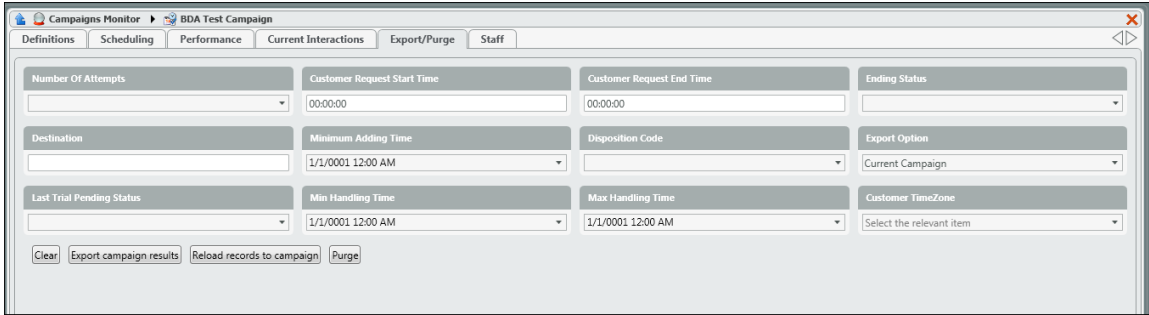 Campaigns Monitor BDA Test Campaign
Definitions Scheduling Performance Current Interactions Export/Purge Staff
Number Of Attempts Customer Request Start Time Customer Request End Time Ending Status
00:00:00 00:00:00
Destination Minimum Adding Time Disposition Code Export Option
1/1/0001 12:00 AM Current Campaign
Last Trial Pending Status Min Handling Time Max Handling Time Customer TimeZone
1/1/0001 12:00 AM 1/1/0001 12:00 AM Select the relevant item
Clear Export campaign results Reload records to campaign Purge